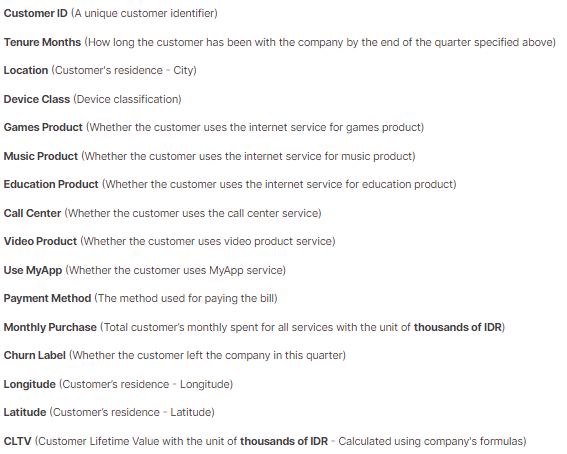 Customer ID (A unique customer identifier)
Tenure Months (How long the customer has been with the company by the end of the quarter specified above)
Location (Customer's residence - City)
Device Class (Device classification)
Games Product (Whether the customer uses the internet service for games product)
Music Product (Whether the customer uses the internet service for music product)
Education Product (Whether the customer uses the internet service for education product)
Call Center (Whether the customer uses the call center service)
Video Product (Whether the customer uses video product service)
Use MyApp (Whether the customer uses MyApp service)
Payment Method (The method used for paying the bill)
Monthly Purchase (Total customer's monthly spent for all services with the unit of thousands of IDR)
Churn Label (Whether the customer left the company in this quarter)
Longitude (Customer's residence - Longitude)
Latitude (Customer's residence - Latitude)
CLTV (Customer Lifetime Value with the unit of thousands of IDR - Calculated using company's formulas)